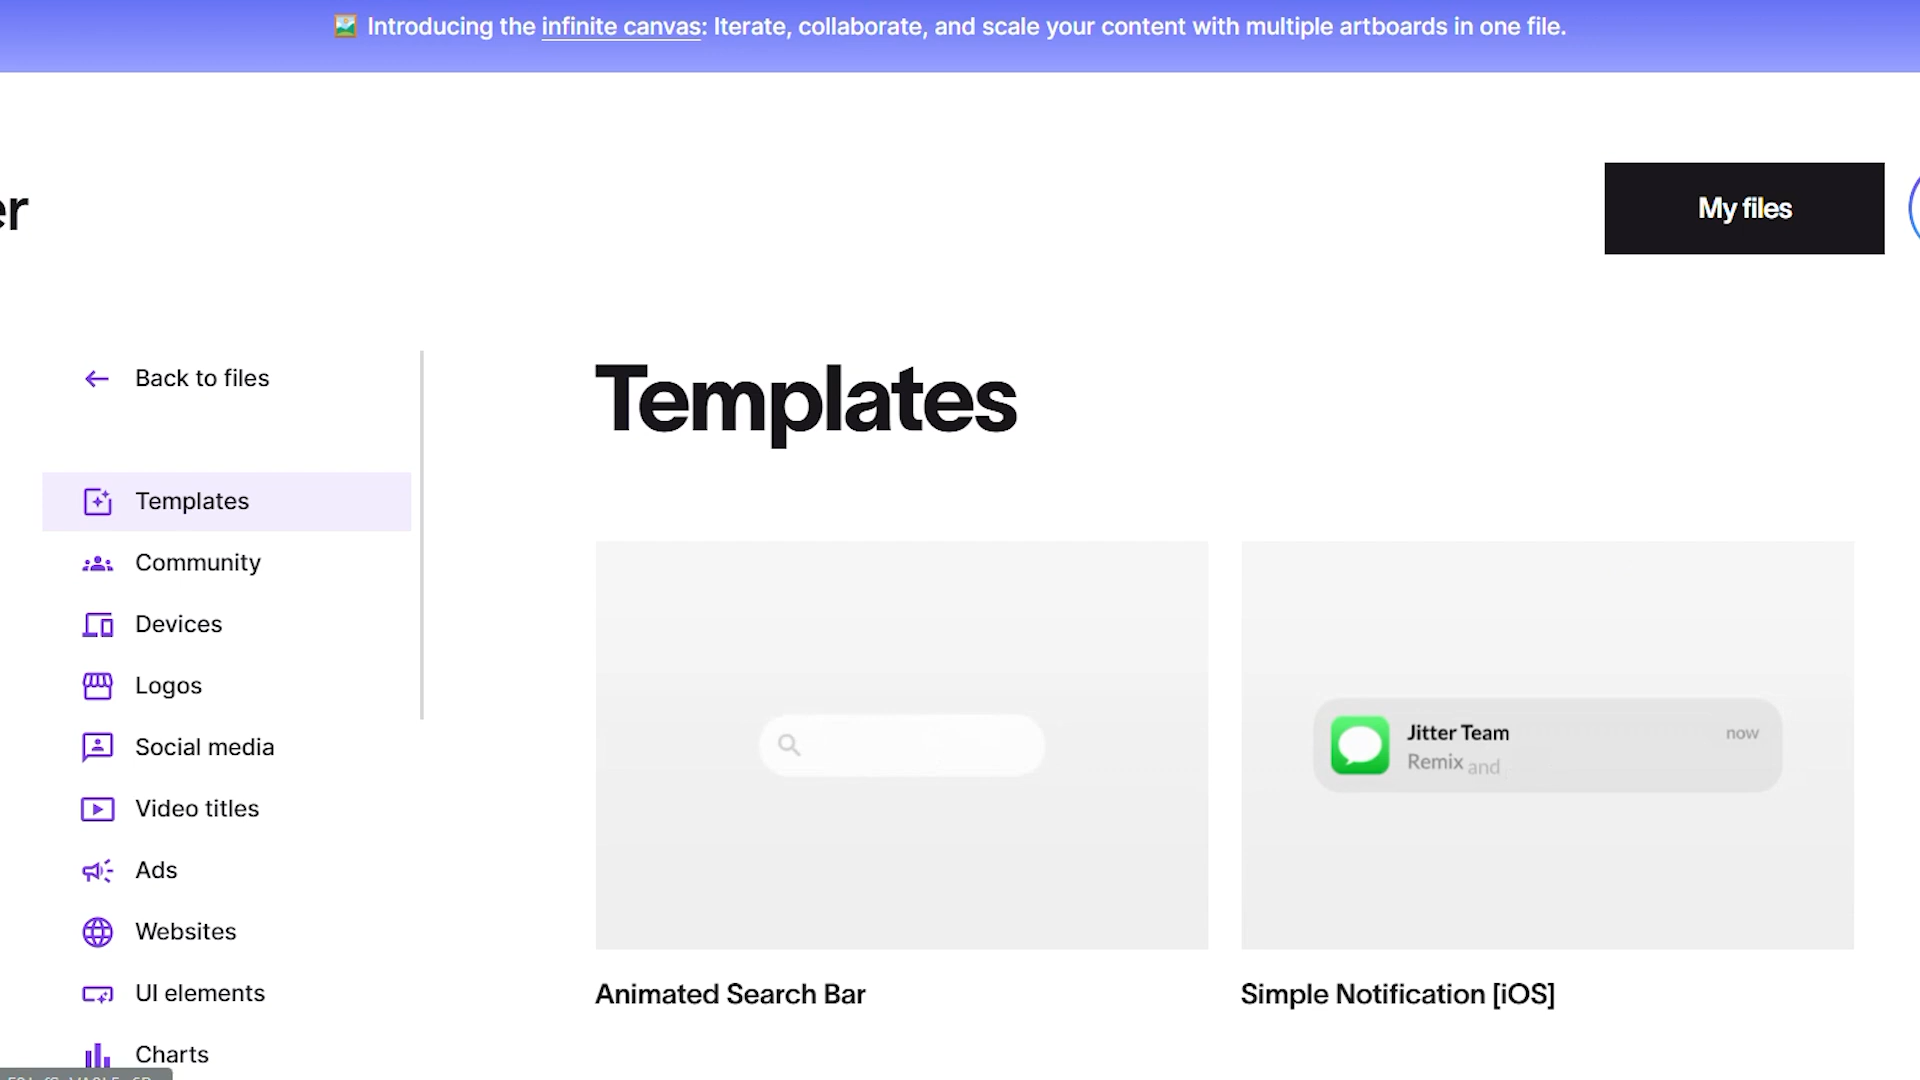 Introducing the infinite canvas: Iterate, collaborate, and scale your content with multiple artboards in one file.
er
My files
Back to files
Templates
Community
Devices
Logos
Social media
Video titles
Ads
Websites
UI elements
Charts
Templates
Jitter Team
now
Remix and
Animated Search Bar
Simple Notification [iOS]